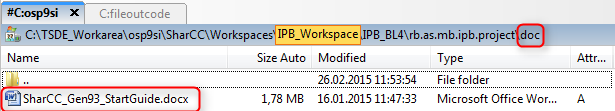 #C:osp9si C:fileoutcode
C:\TSDE_Workarea\osp9si\SharCC\Workspaces\IPB_Workspace\IPB_BL4\rb.as.mb.ipb.project\doc
Name Size Auto Modified Type Attr...
.. 26.02.2015 11:53:54 File folder
SharCC_Gen93_StartGuide.docx 1,78 MB 16.01.2015 11:47:33 Microsoft Office Wor... A